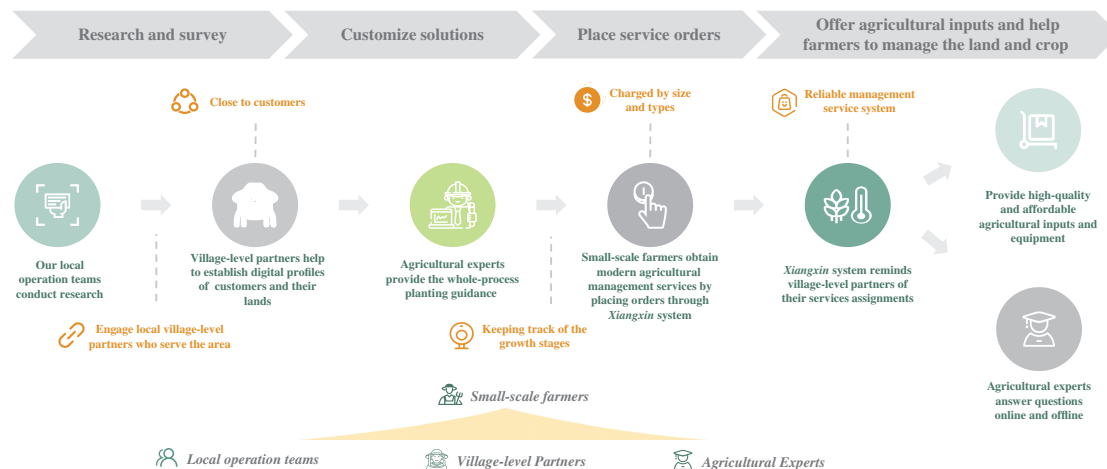 Research and survey
Customize solutions
Place service orders
Offer agricultural inputs and help
farmers to manage the land and crop
Close to customers
$
Charged by size
and types
Reliable management
service system
Our local
operation teams
conduct research
Village-level partners help
to establish digital profiles
of customers and their
lands
Agricultural experts
provide the whole-process
planting guidance
Small-scale farmers obtain
modern agricultural
management services by
placing orders through
Xiangxin system
Xiangxin system reminds
village-level partners of
their services assignments
Provide high-quality
and affordable
agricultural inputs and
equipment
Engage local village-level
partners who serve the area
Keeping track of the
growth stages
Agricultural experts
answer questions
online and offline
Small-scale farmers
Local operation teams
Village-level Partners
Agricultural Experts